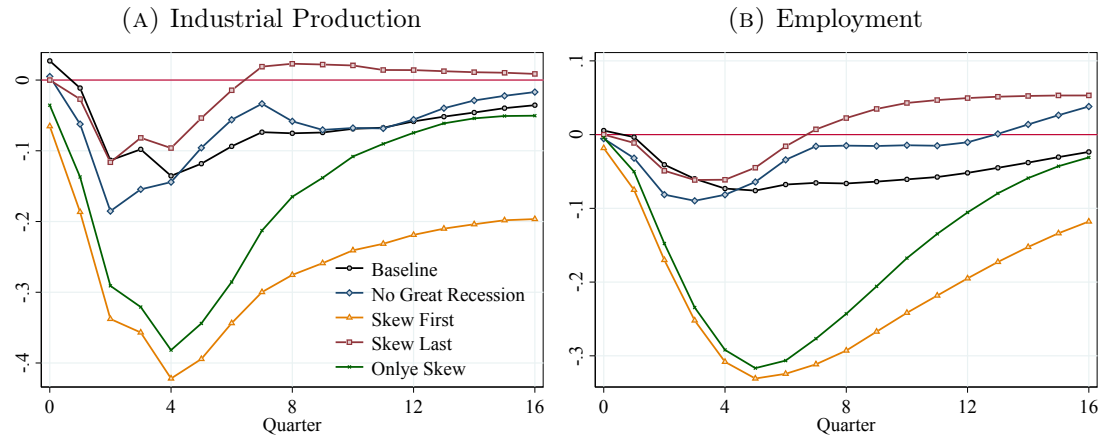 (A) Industrial Production
0
-.1
-.2
-.3
-.4
0
4
8
12
16
Quarter
Baseline
No Great Recession
Skew First
Skew Last
Onlye Skew
(B) Employment
.1
0
-.1
-.2
-.3
0
4
8
12
16
Quarter